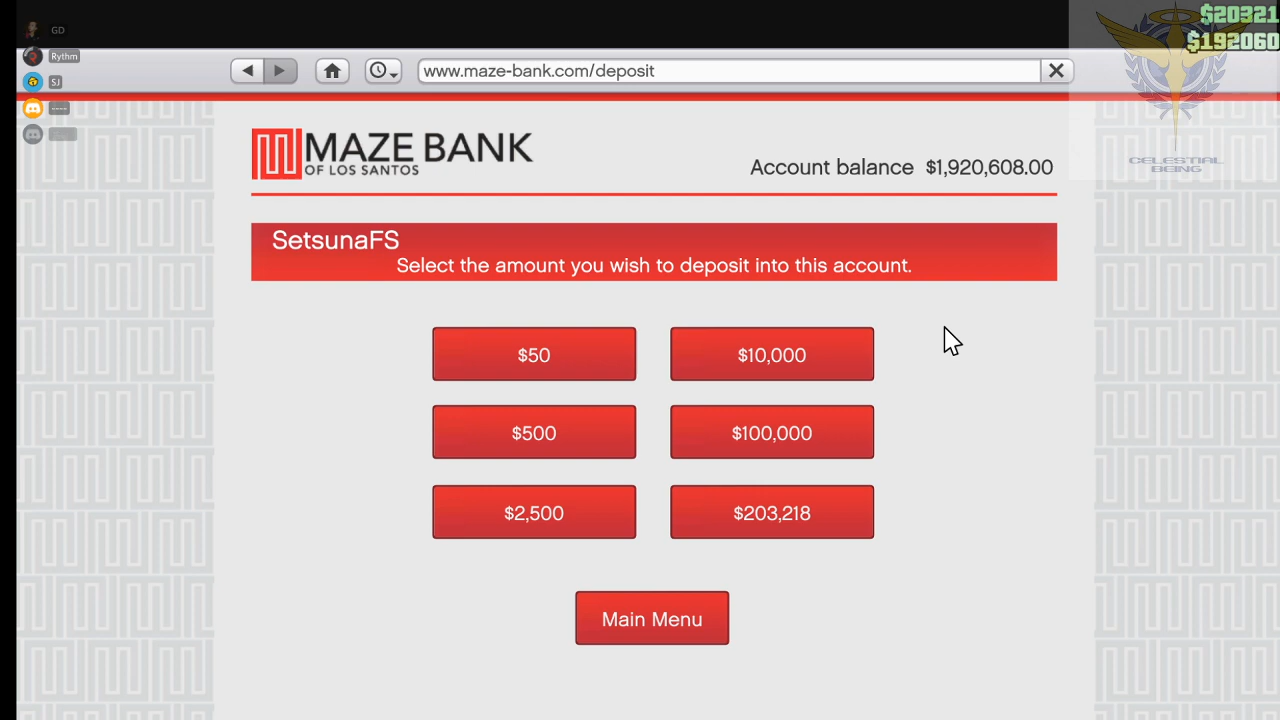 GD
$20321
Rythm
$192060
www.maze-bank.com/deposit
SJ
----
MAZE BANK
OF LOS SANTOS
Account balance $1,920,608.00
CELESTIAL
BEING
SetsunaFS
Select the amount you wish to deposit into this account.
$50
$10,000
$500
$100,000
$2,500
$203,218
Main Menu